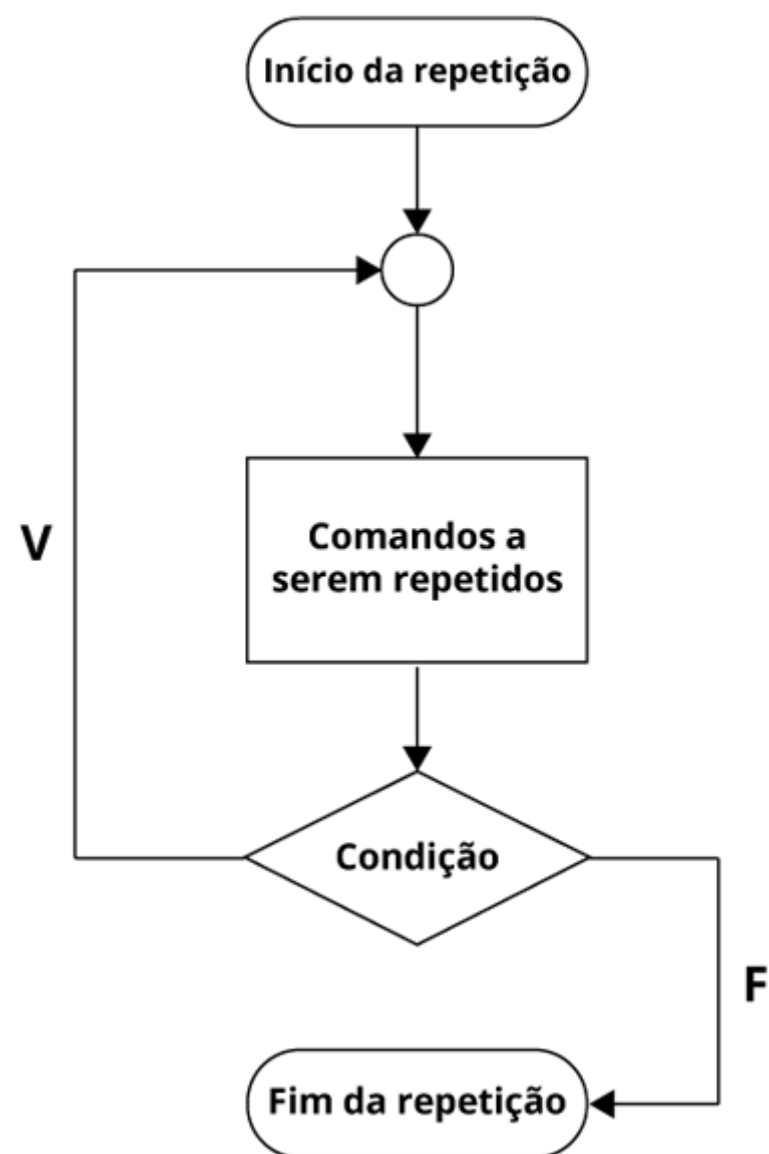 Início da repetição
V
Comandos a
serem repetidos
Condição
F
Fim da repetição